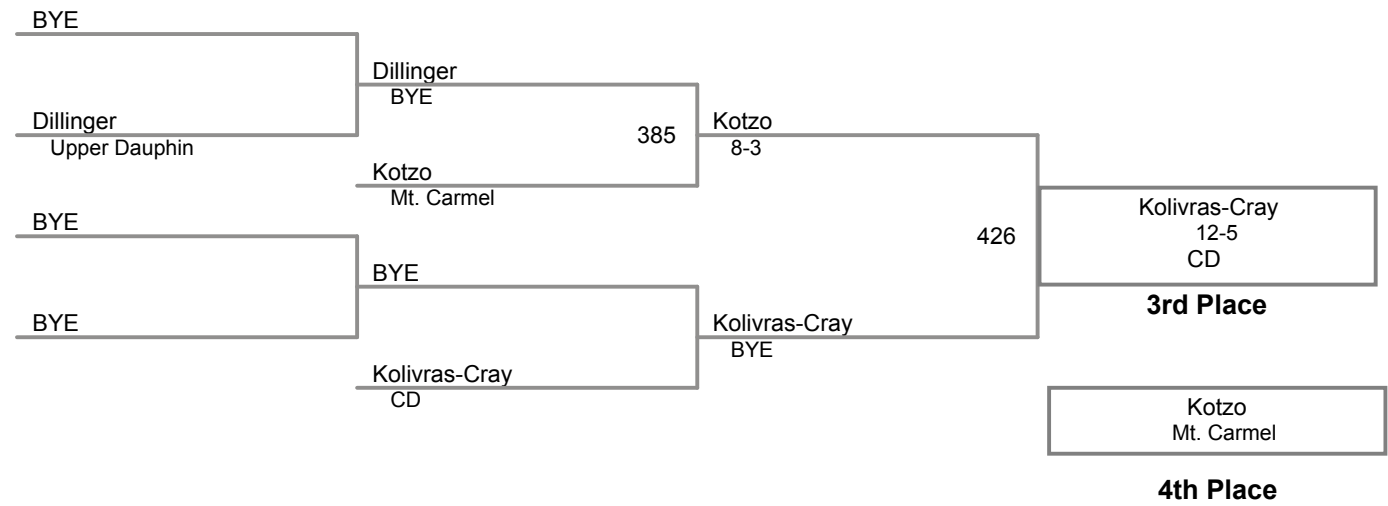 BYE
Dillinger
BYE
Dillinger
Upper Dauphin
385
Kotzo
8-3
Kotzo
Mt. Carmel
BYE
426
Kolivras-Cray
12-5
CD
3rd Place
BYE
BYE
Kolivras-Cray
BYE
Kolivras-Cray
CD
Kotzo
Mt. Carmel
4th Place